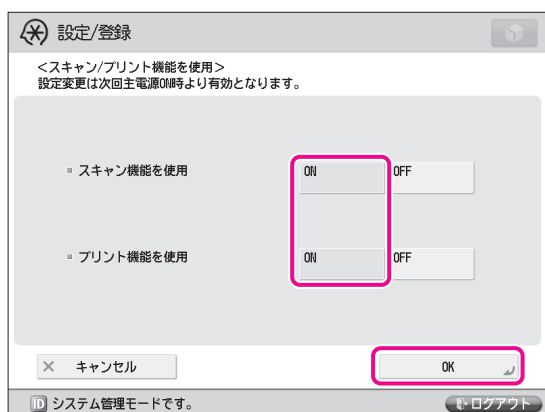 設定/登録
<スキャン/プリント機能を使用>
設定変更は次回主電源ON時より有効となります。
スキャン機能を使用 ON OFF
プリント機能を使用 ON OFF
キャンセル OK
ID システム管理モードです。 ログアウト